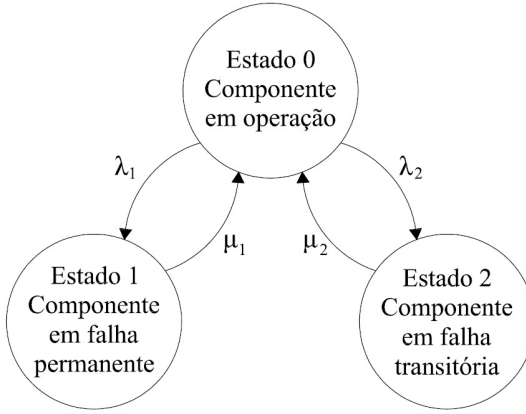 Estado 0
Componente
em operação
λ₁
λ₂
μ₁
μ₂
Estado 1
Componente
em falha
permanente
Estado 2
Componente
em falha
transitória